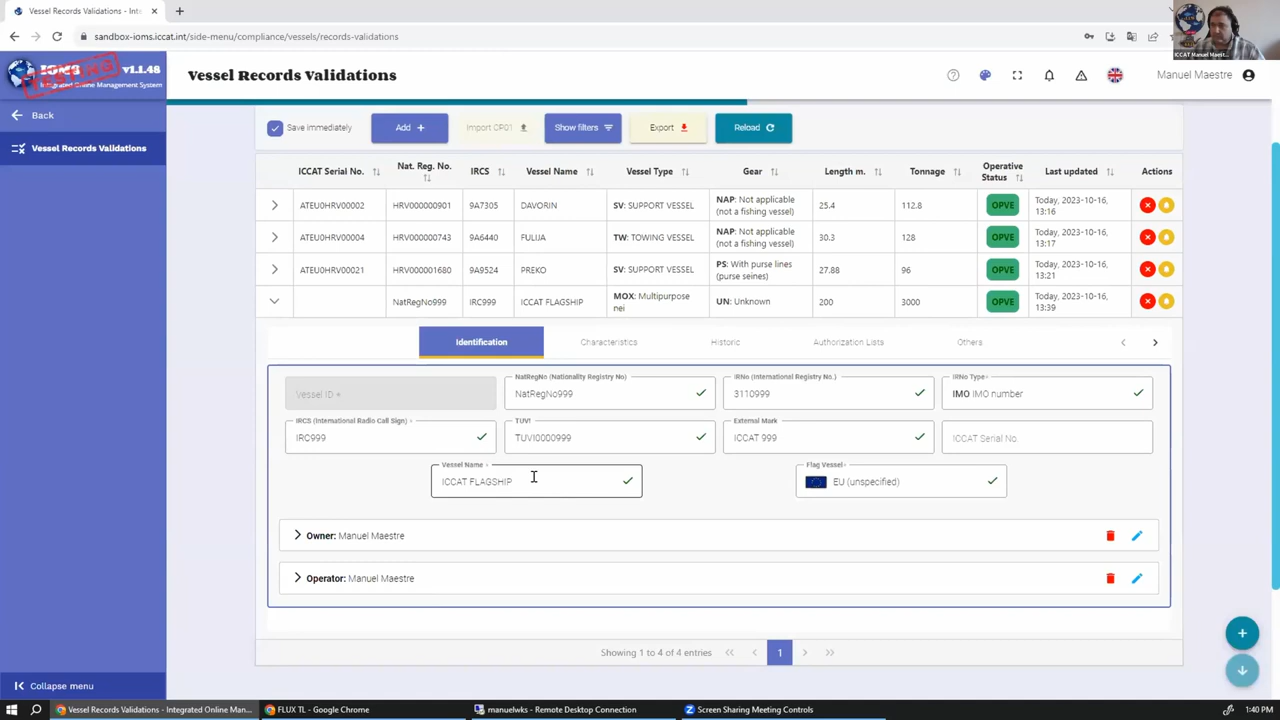 Vessel Records Validations - Inte
sandbox-ioms.iccat.int/side-menu/compliance/vessels/records
ICCAT Manuel Maest...
IOMS v1.1.48
Integrated Online Management System
TESTING
Vessel Records Validations
Manuel Maestre
Back
Vessel Records Validations
Save immediately
Add +
Import CP01
Show filters
Export
Reload
ICCAT Serial No. Nat. Reg. No. IRCS Vessel Name Vessel Type Gear Length m. Tonnage Operative Status Last updated Actions
ATEU0HRV00002 HRV000000901 9A7305 DAVORIN SV: SUPPORT VESSEL NAP: Not applicable (not a fishing vessel) 25.4 112.8 OPVE Today, 2023-10-16, 13:16
ATEU0HRV00004 HRV000000743 9A6440 FULIJA TW: TOWING VESSEL NAP: Not applicable (not a fishing vessel) 30.3 128 OPVE Today, 2023-10-16, 13:17
ATEU0HRV00021 HRV000001680 9A9524 PREKO SV: SUPPORT VESSEL PS: With purse lines (purse seines) 27.88 96 OPVE Today, 2023-10-16, 13:21
NatRegNo999 IRC999 ICCAT FLAGSHIP MOX: Multipurpose nei UN: Unknown 200 3000 OPVE Today, 2023-10-16, 13:39
Identification Characteristics Historic Authorization Lists Others
Vessel ID *
NatRegNo (Nationality Registry No)
NatRegNo999
IRNo (International Registry No.)
3110999
IRNo Type
IMO IMO number
IRCS (International Radio Call Sign)
IRC999
TUVI
TUVI0000999
External Mark
ICCAT 999
ICCAT Serial No.
Vessel Name
ICCAT FLAGSHIP
Flag Vessel
EU (unspecified)
Owner: Manuel Maestre
Operator: Manuel Maestre
Showing 1 to 4 of 4 entries
1
Collapse menu
Vessel Records Validations - Integrated Online Man...
FLUX TL - Google Chrome
manuelwks - Remote Desktop Connection
Screen Sharing Meeting Controls
1:40 PM